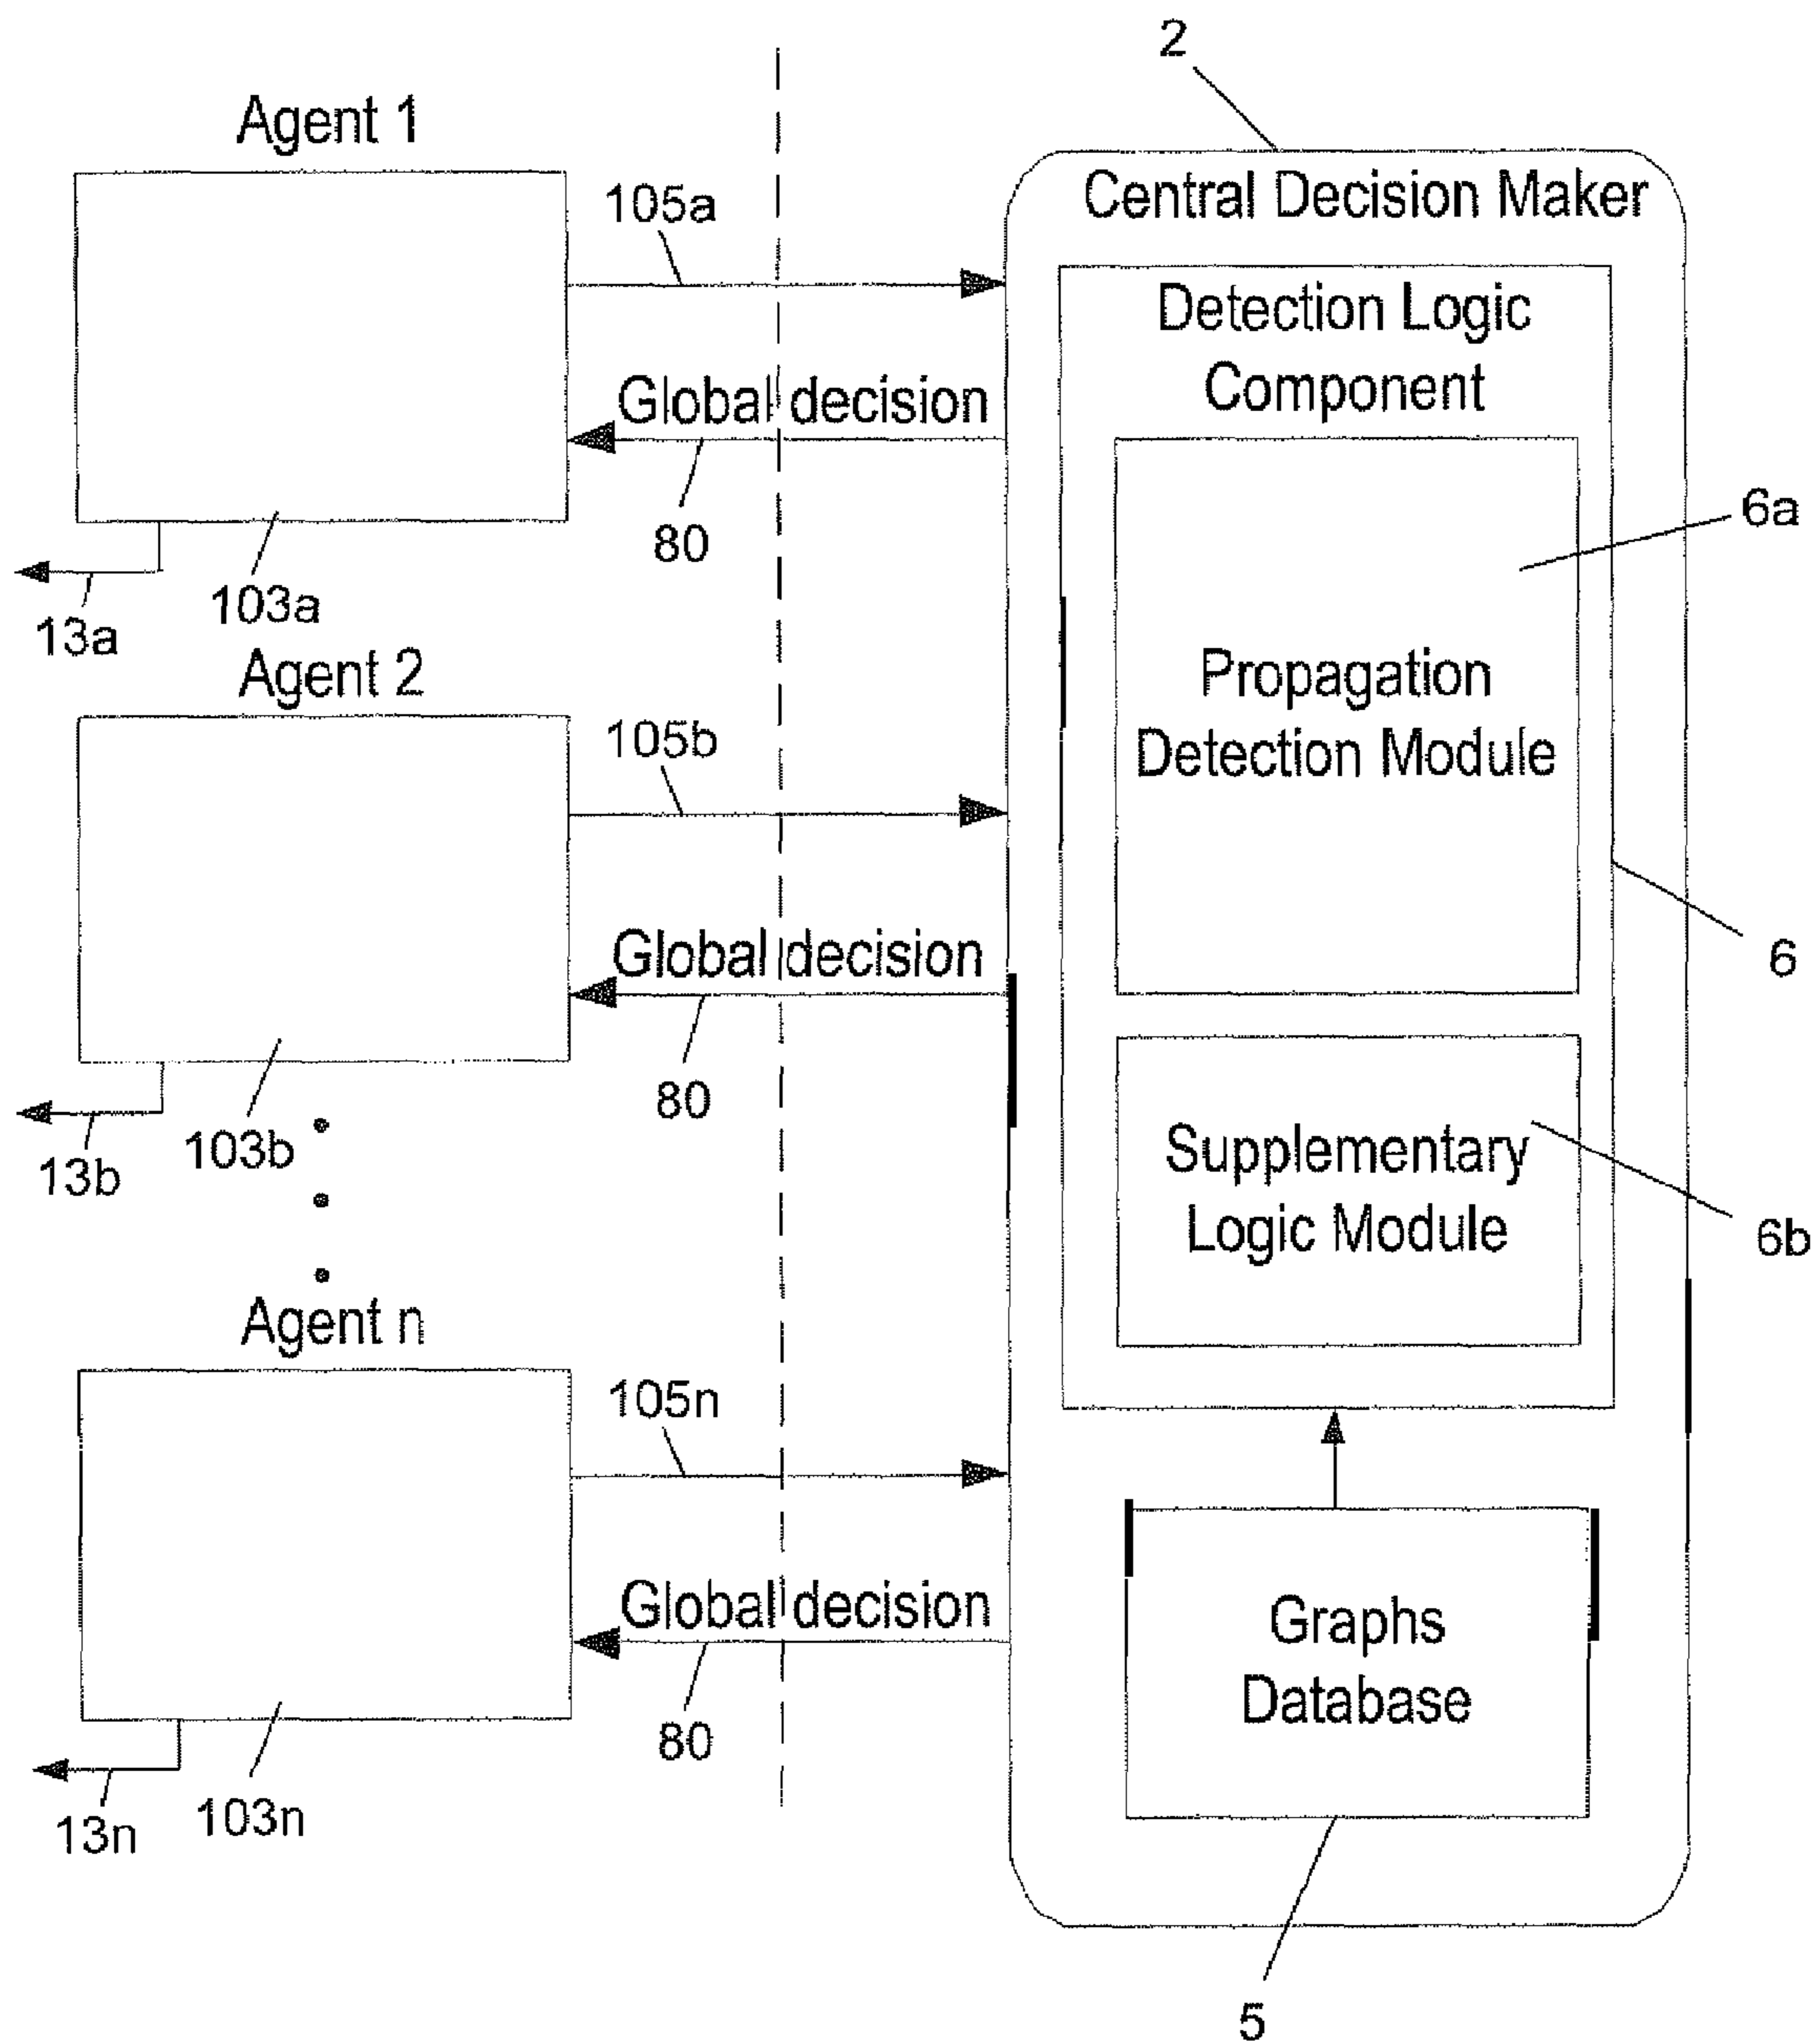 2
Agent 1
Central Decision Maker
105a
Detection Logic
Component
Global decision
6a
80
103a
13a
Propagation
Detection Module
Agent 2
105b
Global decision
6
80
103b
13b
Supplementary
Logic Module
6b
Agent n
105n
Global decision
Graphs
Database
80
103n
13n
5